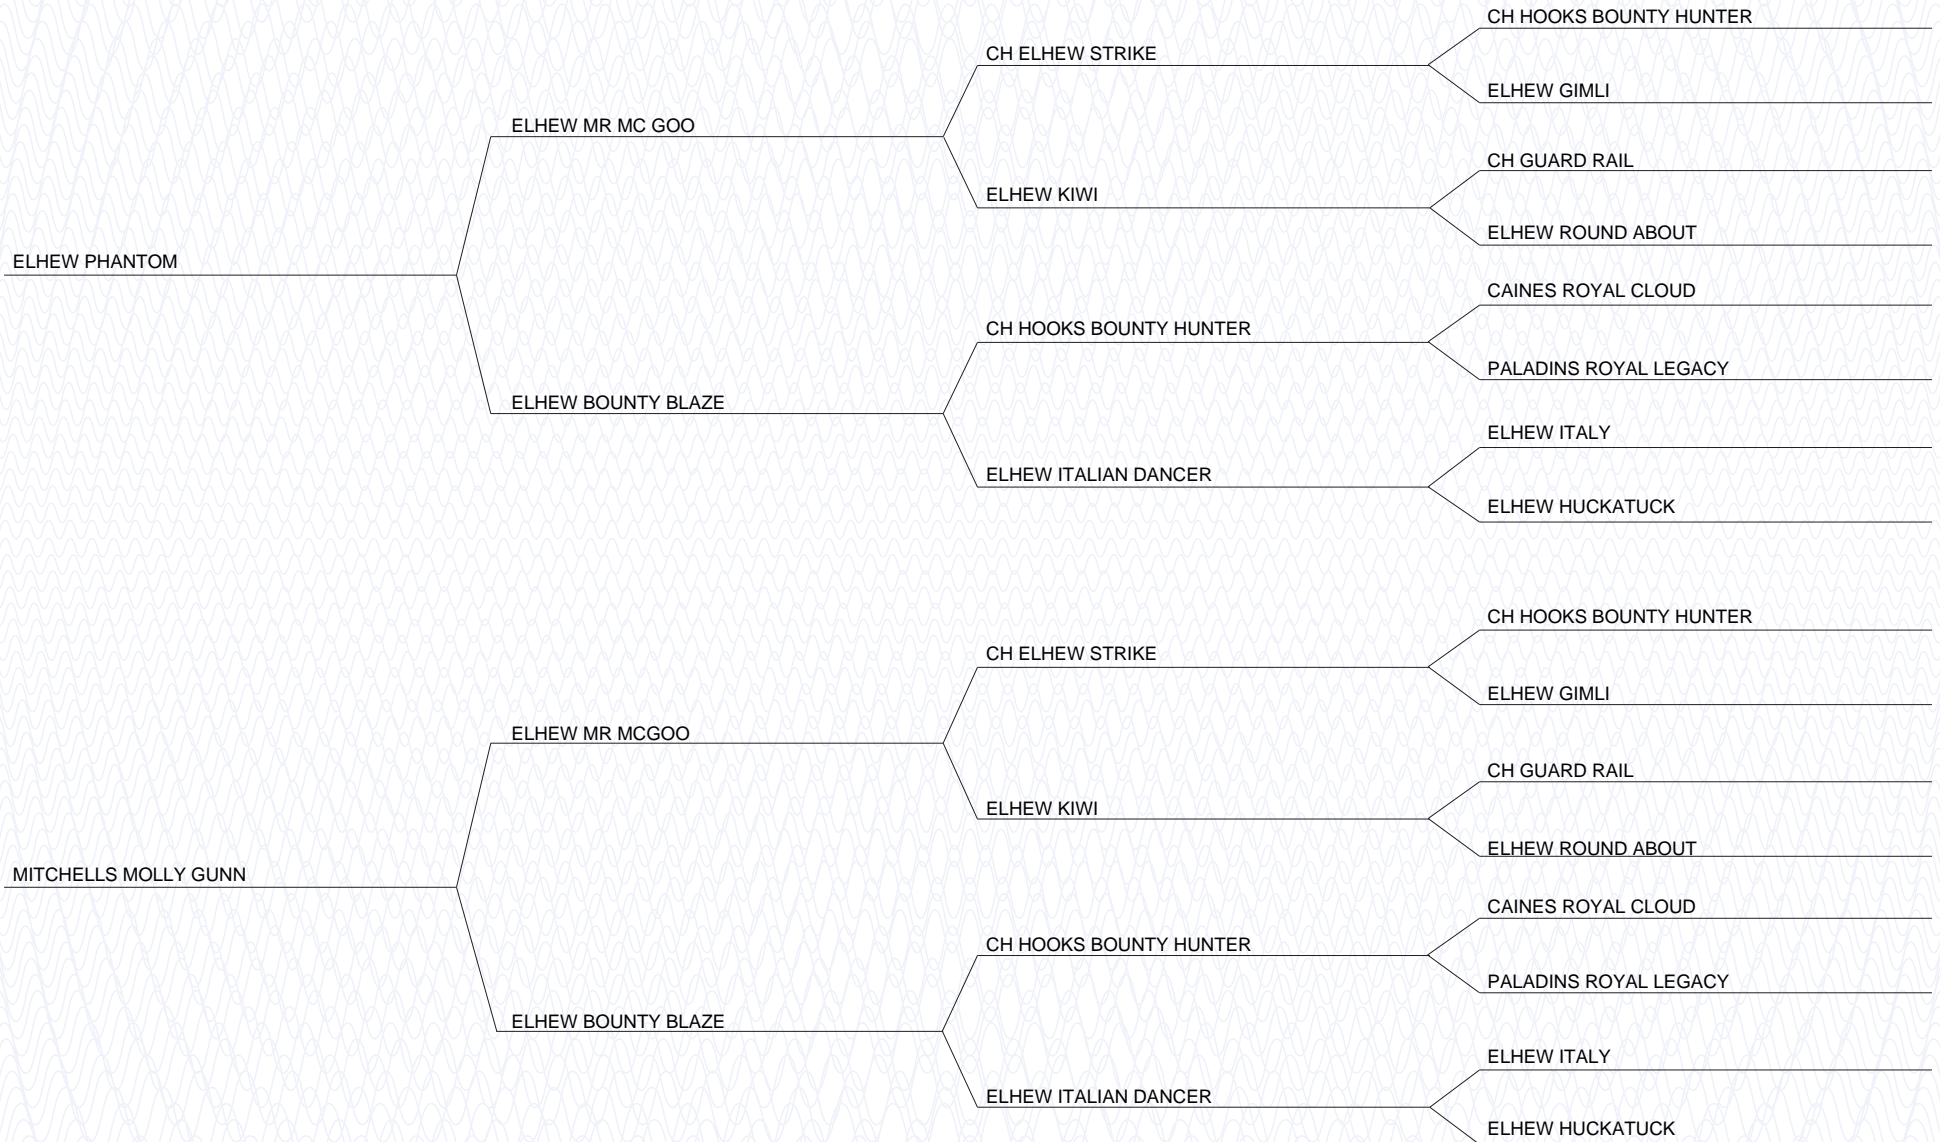 CH HOOKS BOUNTY HUNTER
CH ELHEW STRIKE
ELHEW GIMLI
ELHEW MR MC GOO
CH GUARD RAIL
ELHEW KIWI
ELHEW ROUND ABOUT
ELHEW PHANTOM
CAINES ROYAL CLOUD
CH HOOKS BOUNTY HUNTER
PALADINS ROYAL LEGACY
ELHEW BOUNTY BLAZE
ELHEW ITALY
ELHEW ITALIAN DANCER
ELHEW HUCKATUCK
CH HOOKS BOUNTY HUNTER
CH ELHEW STRIKE
ELHEW GIMLI
ELHEW MR MCGOO
CH GUARD RAIL
ELHEW KIWI
ELHEW ROUND ABOUT
MITCHELLS MOLLY GUNN
CAINES ROYAL CLOUD
CH HOOKS BOUNTY HUNTER
PALADINS ROYAL LEGACY
ELHEW BOUNTY BLAZE
ELHEW ITALY
ELHEW ITALIAN DANCER
ELHEW HUCKATUCK